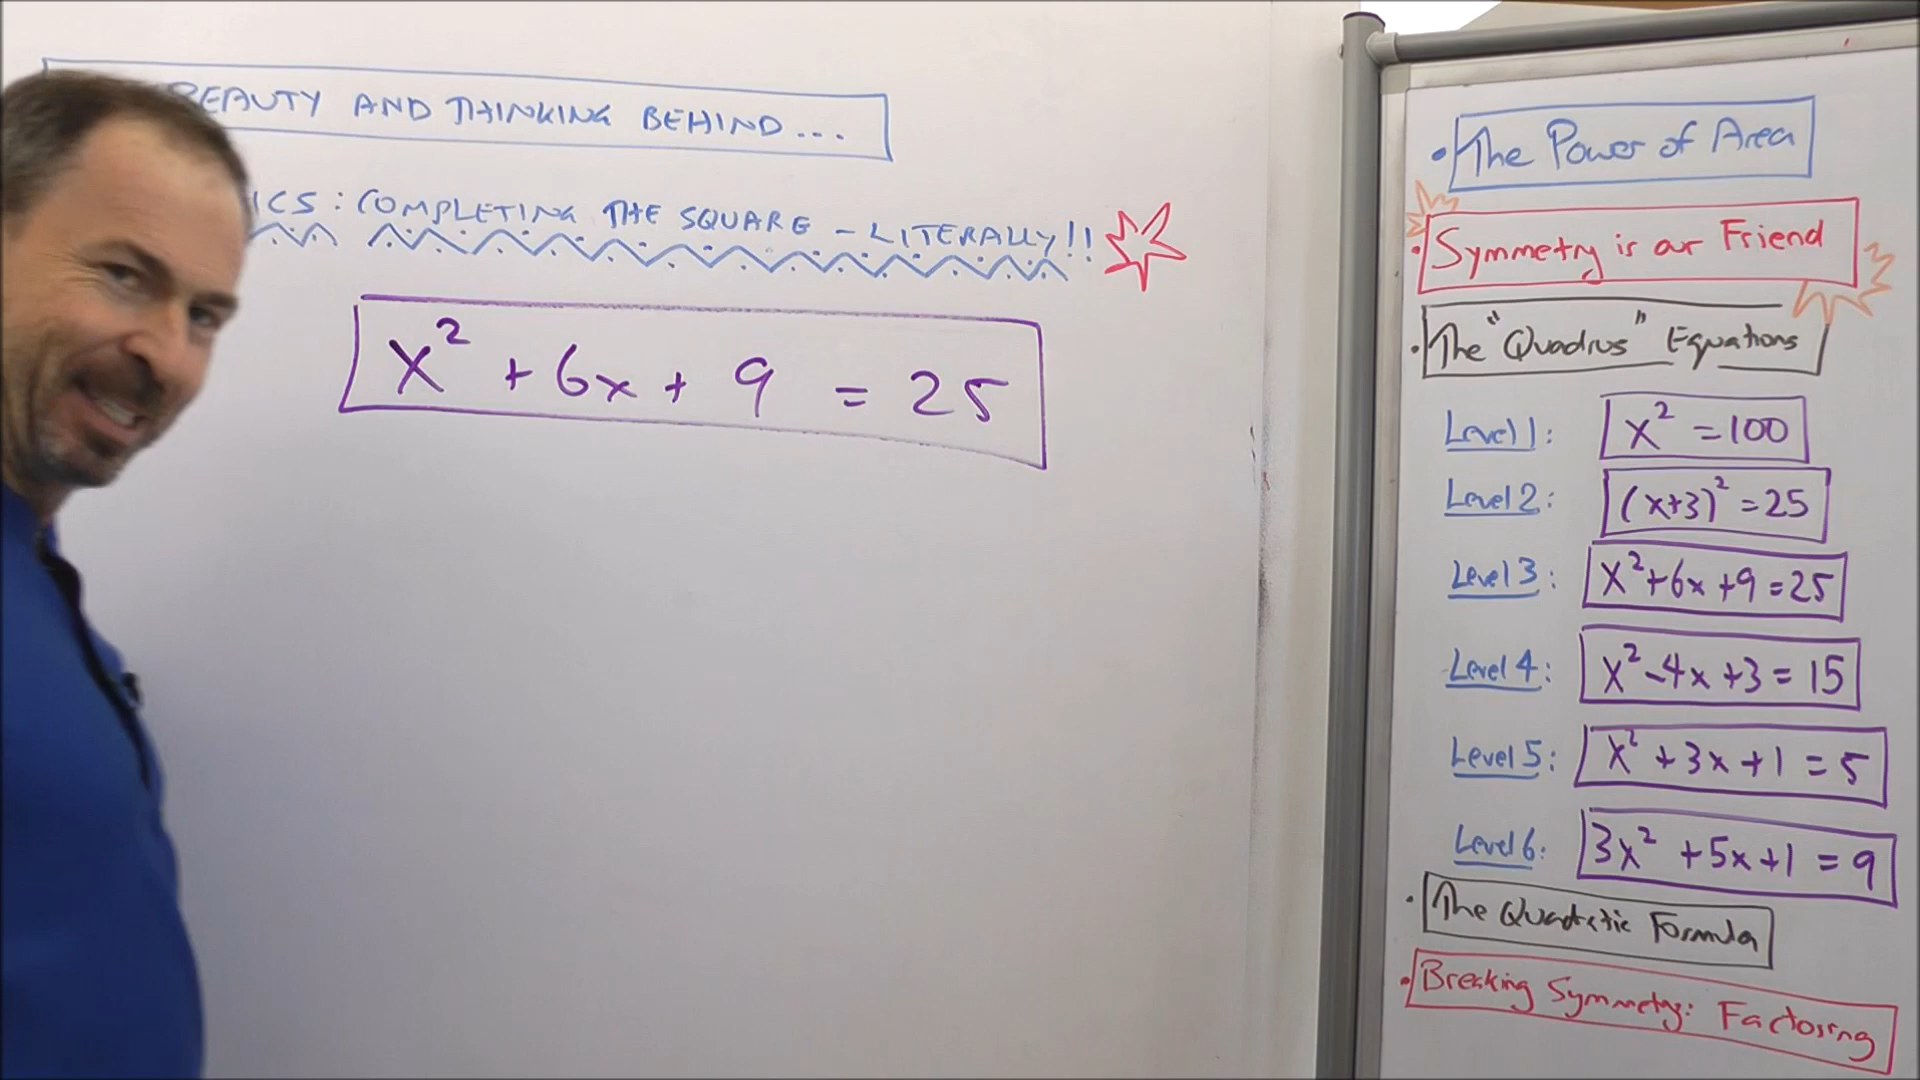 BEAUTY AND THINKING BEHIND...
ICS: COMPLETING THE SQUARE - LITERALLY!!
x² + 6x + 9 = 25
• The Power of Area
• Symmetry is our Friend
• The "Quadrus" Equations
Level 1: x² = 100
Level 2: (x+3)² = 25
Level 3: x² + 6x + 9 = 25
Level 4: x² - 4x + 3 = 15
Level 5: x² + 3x + 1 = 5
Level 6: 3x² + 5x + 1 = 9
• The Quadratic Formula
• Breaking Symmetry: Factoring